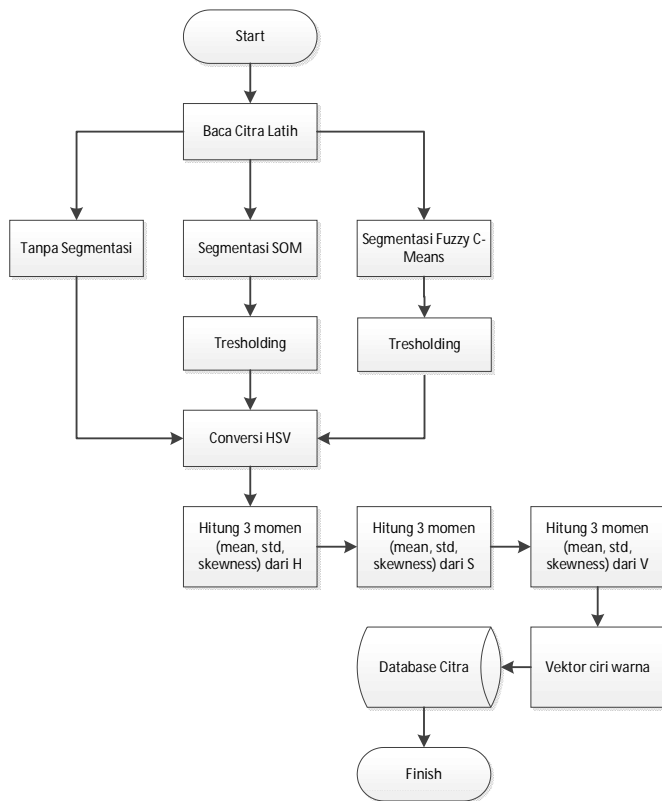 Start
Baca Citra Latih
Tanpa Segmentasi
Segmentasi SOM
Segmentasi Fuzzy C-
Means
Tresholding
Tresholding
Conversi HSV
Hitung 3 momen
(mean, std,
skewness) dari H
Hitung 3 momen
(mean, std,
skewness) dari S
Hitung 3 momen
(mean, std,
skewness) dari V
Database Citra
Vektor ciri warna
Finish